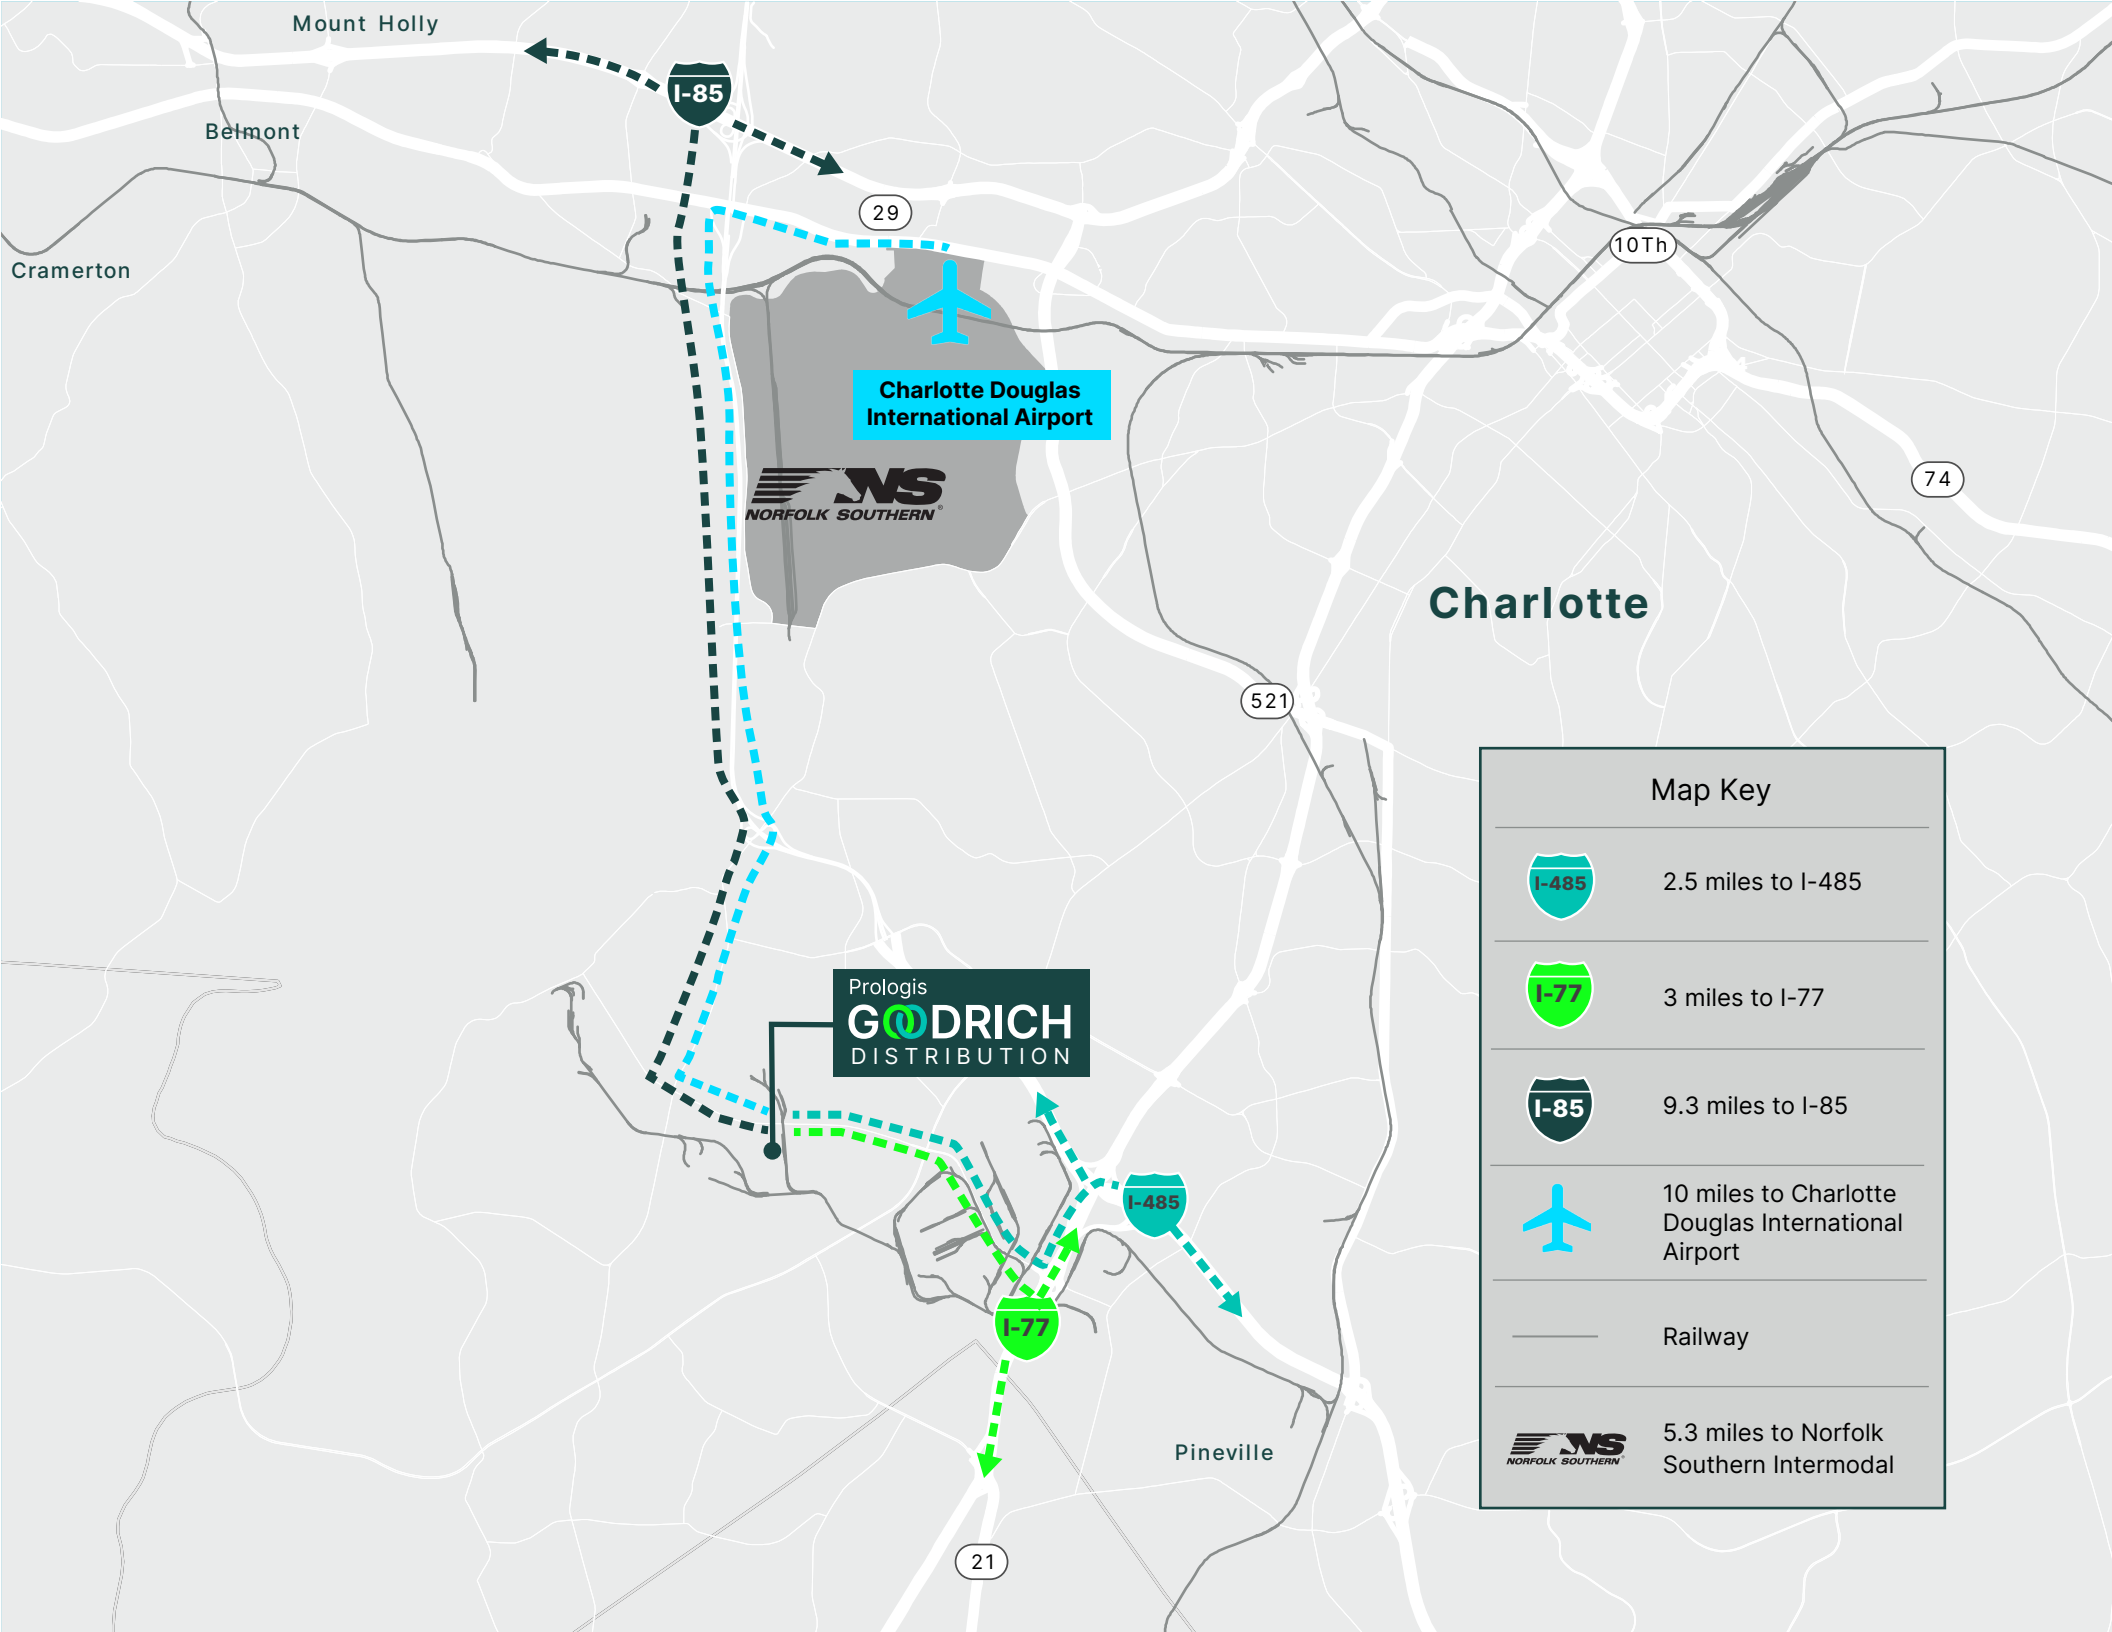 Mount Holly
I-85
Belmont
29
10Th
Cramerton
Charlotte Douglas
International Airport
74
NS
NORFOLK SOUTHERN®
Charlotte
521
Map Key
I-485
2.5 miles to I-485
I-77
3 miles to I-77
I-85
9.3 miles to I-85
10 miles to Charlotte
Douglas International
Airport
Railway
NS
NORFOLK SOUTHERN
5.3 miles to Norfolk
Southern Intermodal
Prologis
GOODRICH
DISTRIBUTION
I-485
I-77
Pineville
21